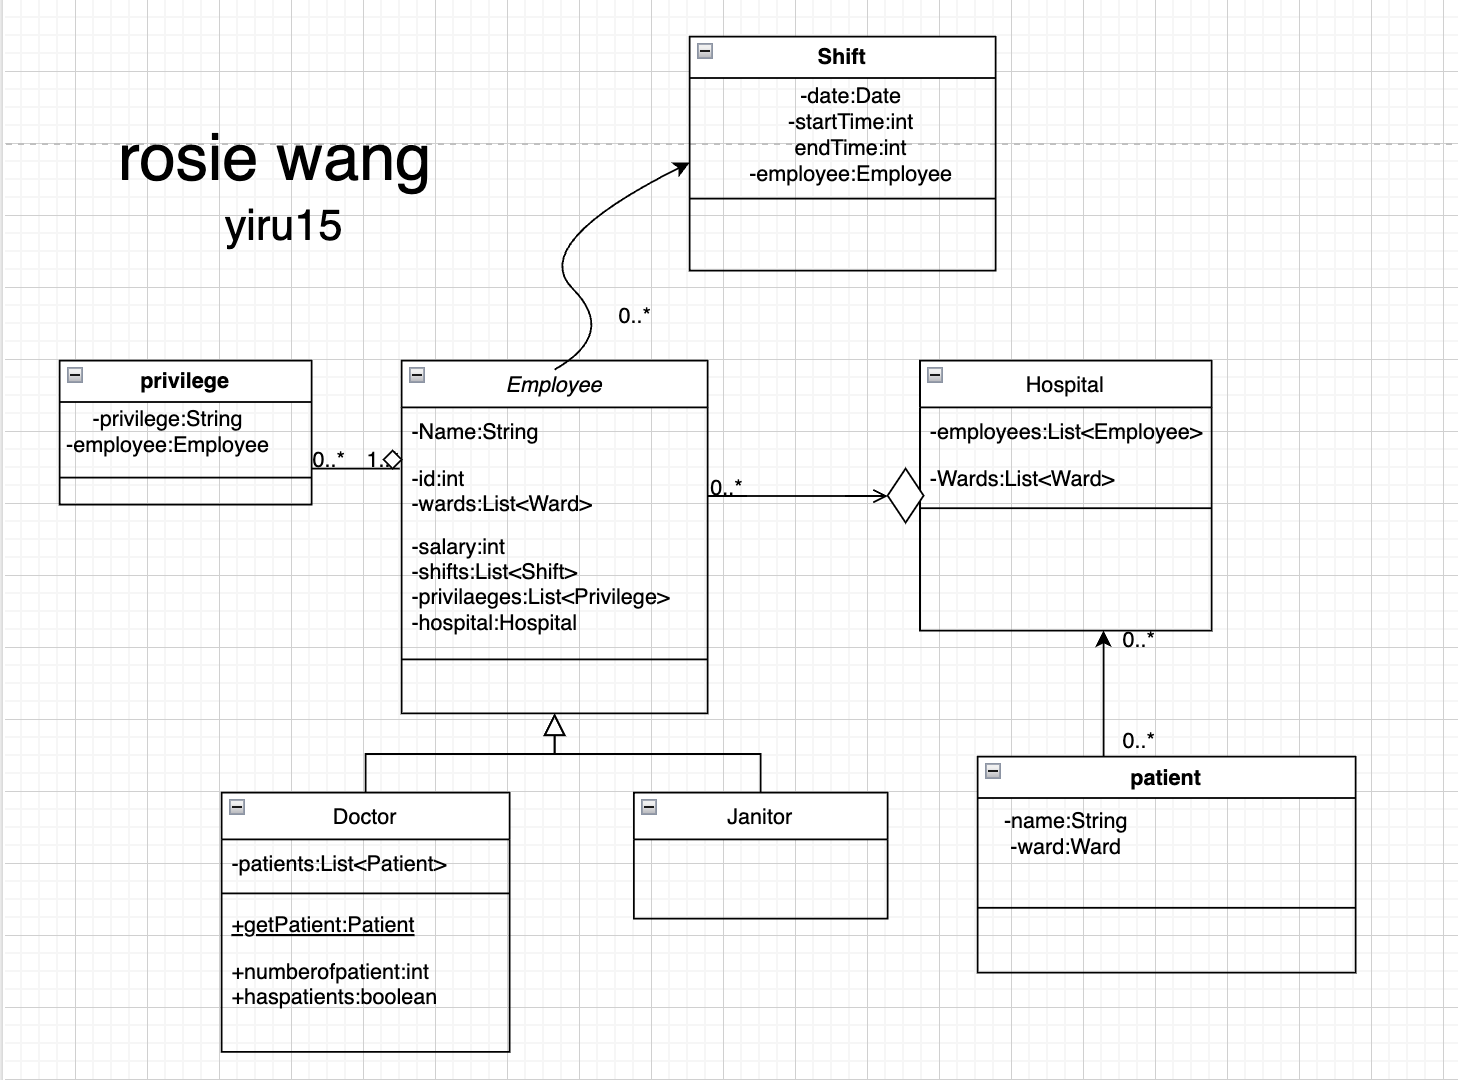 Shift
-date:Date
-startTime:int
endTime:int
-employee:Employee
rosie wang
yiru15
0..*
privilege
-privilege:String
-employee:Employee
0..*
1..
Employee
-Name:String
-id:int
-wards:List<Ward>
-salary:int
-shifts:List<Shift>
-privilaeges:List<Privilege>
-hospital:Hospital
0..*
Hospital
-employees:List<Employee>
-Wards:List<Ward>
0..*
0..*
Doctor
-patients:List<Patient>
+getPatient:Patient
+numberofpatient:int
+haspatients:boolean
Janitor
patient
-name:String
-ward:Ward